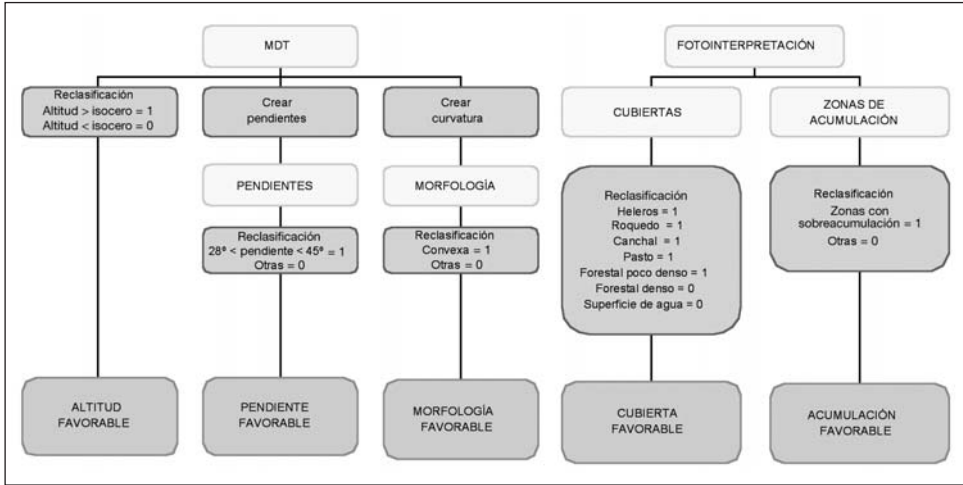 MDT
FOTOINTERPRETACIÓN
Reclasificación
Altitud > isocero = 1
Altitud < isocero = 0
Crear
pendientes
Crear
curvatura
CUBIERTAS
ZONAS DE
ACUMULACIÓN
PENDIENTES
MORFOLOGÍA
Reclasificación
28º < pendiente < 45º = 1
Otras = 0
Reclasificación
Convexa = 1
Otras = 0
Reclasificación
Heleros = 1
Roquedo = 1
Canchal = 1
Pasto = 1
Forestal poco denso = 1
Forestal denso = 0
Superficie de agua = 0
Reclasificación
Zonas con
sobreacumulación = 1
Otras = 0
ALTITUD
FAVORABLE
PENDIENTE
FAVORABLE
MORFOLOGÍA
FAVORABLE
CUBIERTA
FAVORABLE
ACUMULACIÓN
FAVORABLE